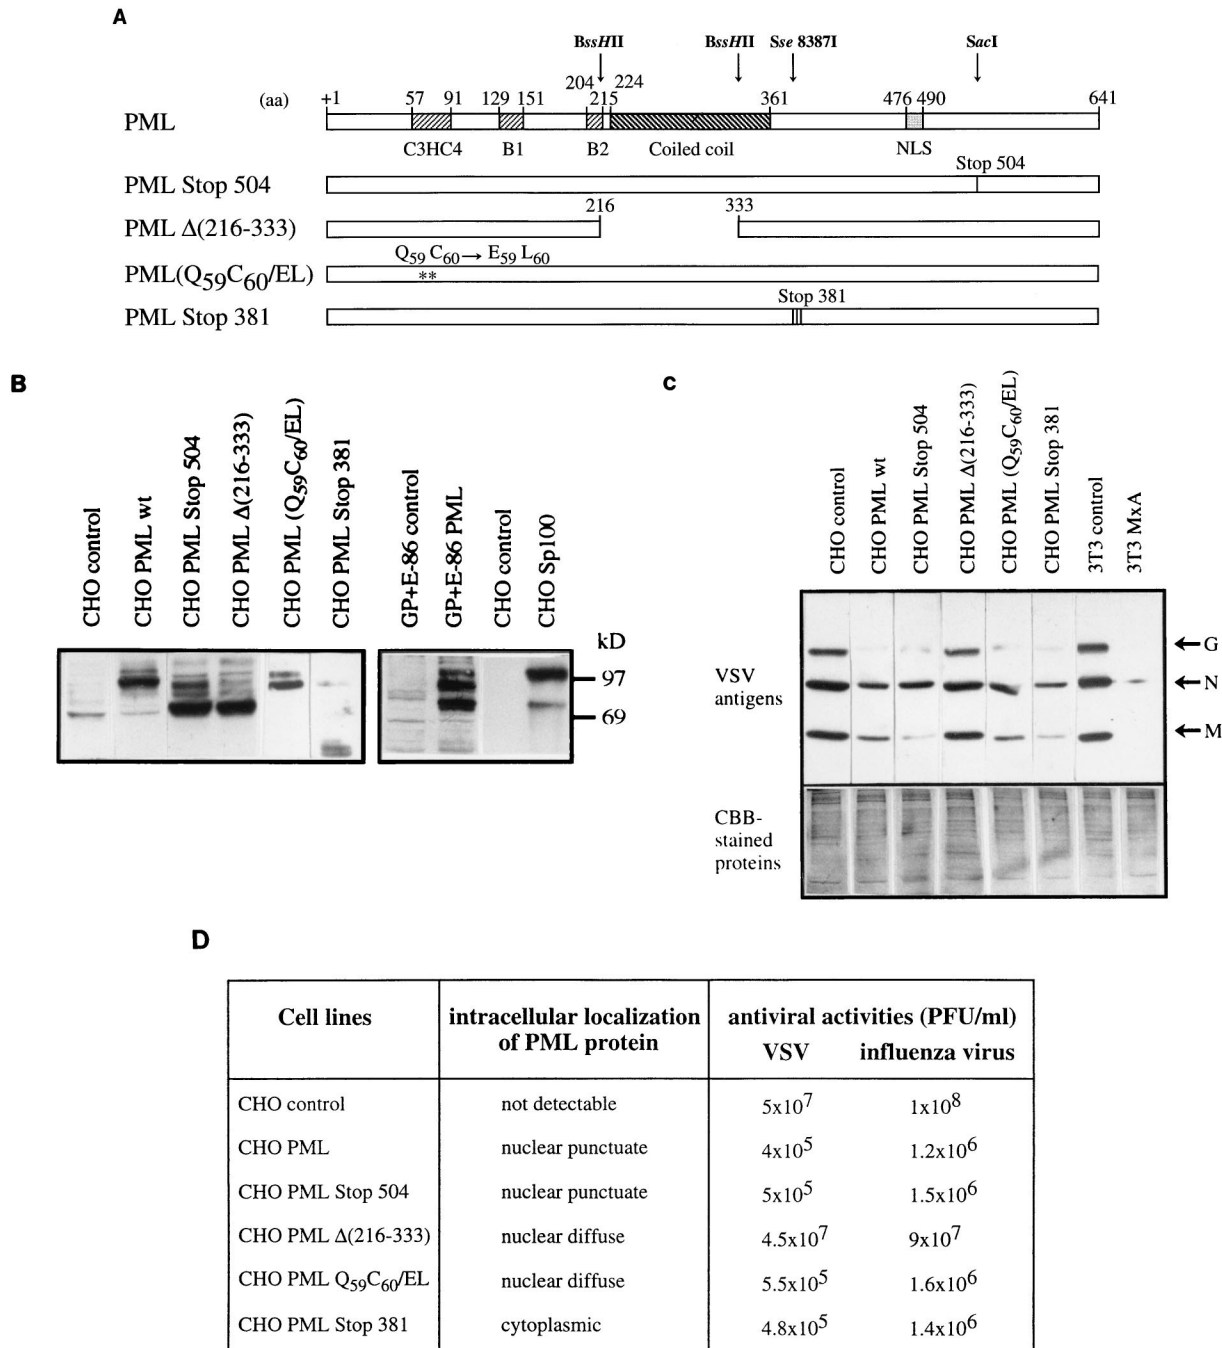 A
BssHII BssHII Sse 8387I SacI
204 224
(aa) +1 57 91 129 151 215 361 476 490 641
PML
C3HC4 B1 B2 Coiled coil NLS
Stop 504
PML Stop 504
216 333
PML Δ(216-333)
Q59 C60 → E59 L60
PML(Q59C60/EL)
**
Stop 381
PML Stop 381
B
CHO control
CHO PML wt
CHO PML Stop 504
CHO PML Δ(216-333)
CHO PML (Q59C60/EL)
CHO PML Stop 381
GP+E-86 control
GP+E-86 PML
CHO control
CHO Sp100
kD
97
69
C
CHO control
CHO PML wt
CHO PML Stop 504
CHO PML Δ(216-333)
CHO PML (Q59C60/EL)
CHO PML Stop 381
3T3 control
3T3 MxA
VSV
antigens
G
N
M
CBB-
stained
proteins
D
Cell lines intracellular localization antiviral activities (PFU/ml)
of PML protein VSV influenza virus
CHO control not detectable 5x10⁷ 1x10⁸
CHO PML nuclear punctuate 4x10⁵ 1.2x10⁶
CHO PML Stop 504 nuclear punctuate 5x10⁵ 1.5x10⁶
CHO PML Δ(216-333) nuclear diffuse 4.5x10⁷ 9x10⁷
CHO PML Q59C60/EL nuclear diffuse 5.5x10⁵ 1.6x10⁶
CHO PML Stop 381 cytoplasmic 4.8x10⁵ 1.4x10⁶